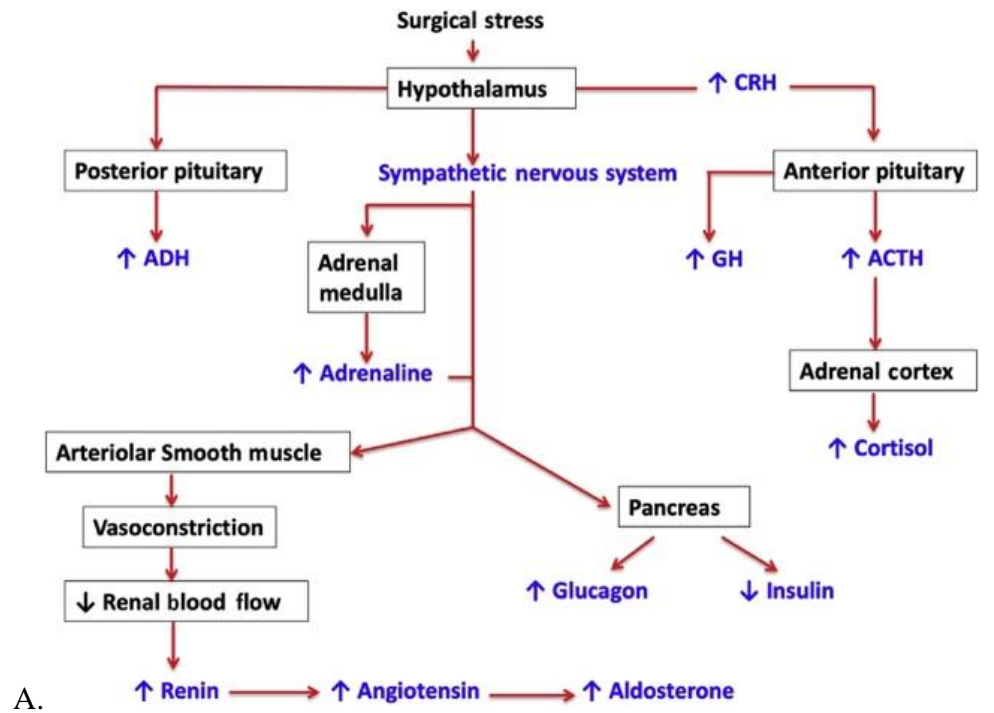 Surgical stress
Hypothalamus
↑ CRH
Posterior pituitary
Sympathetic nervous system
Anterior pituitary
↑ ADH
Adrenal
medulla
↑ GH
↑ ACTH
↑ Adrenaline
Adrenal cortex
Arteriolar Smooth muscle
↑ Cortisol
Vasoconstriction
Pancreas
↓ Renal blood flow
↑ Glucagon
↓ Insulin
A.
↑ Renin
↑ Angiotensin
↑ Aldosterone